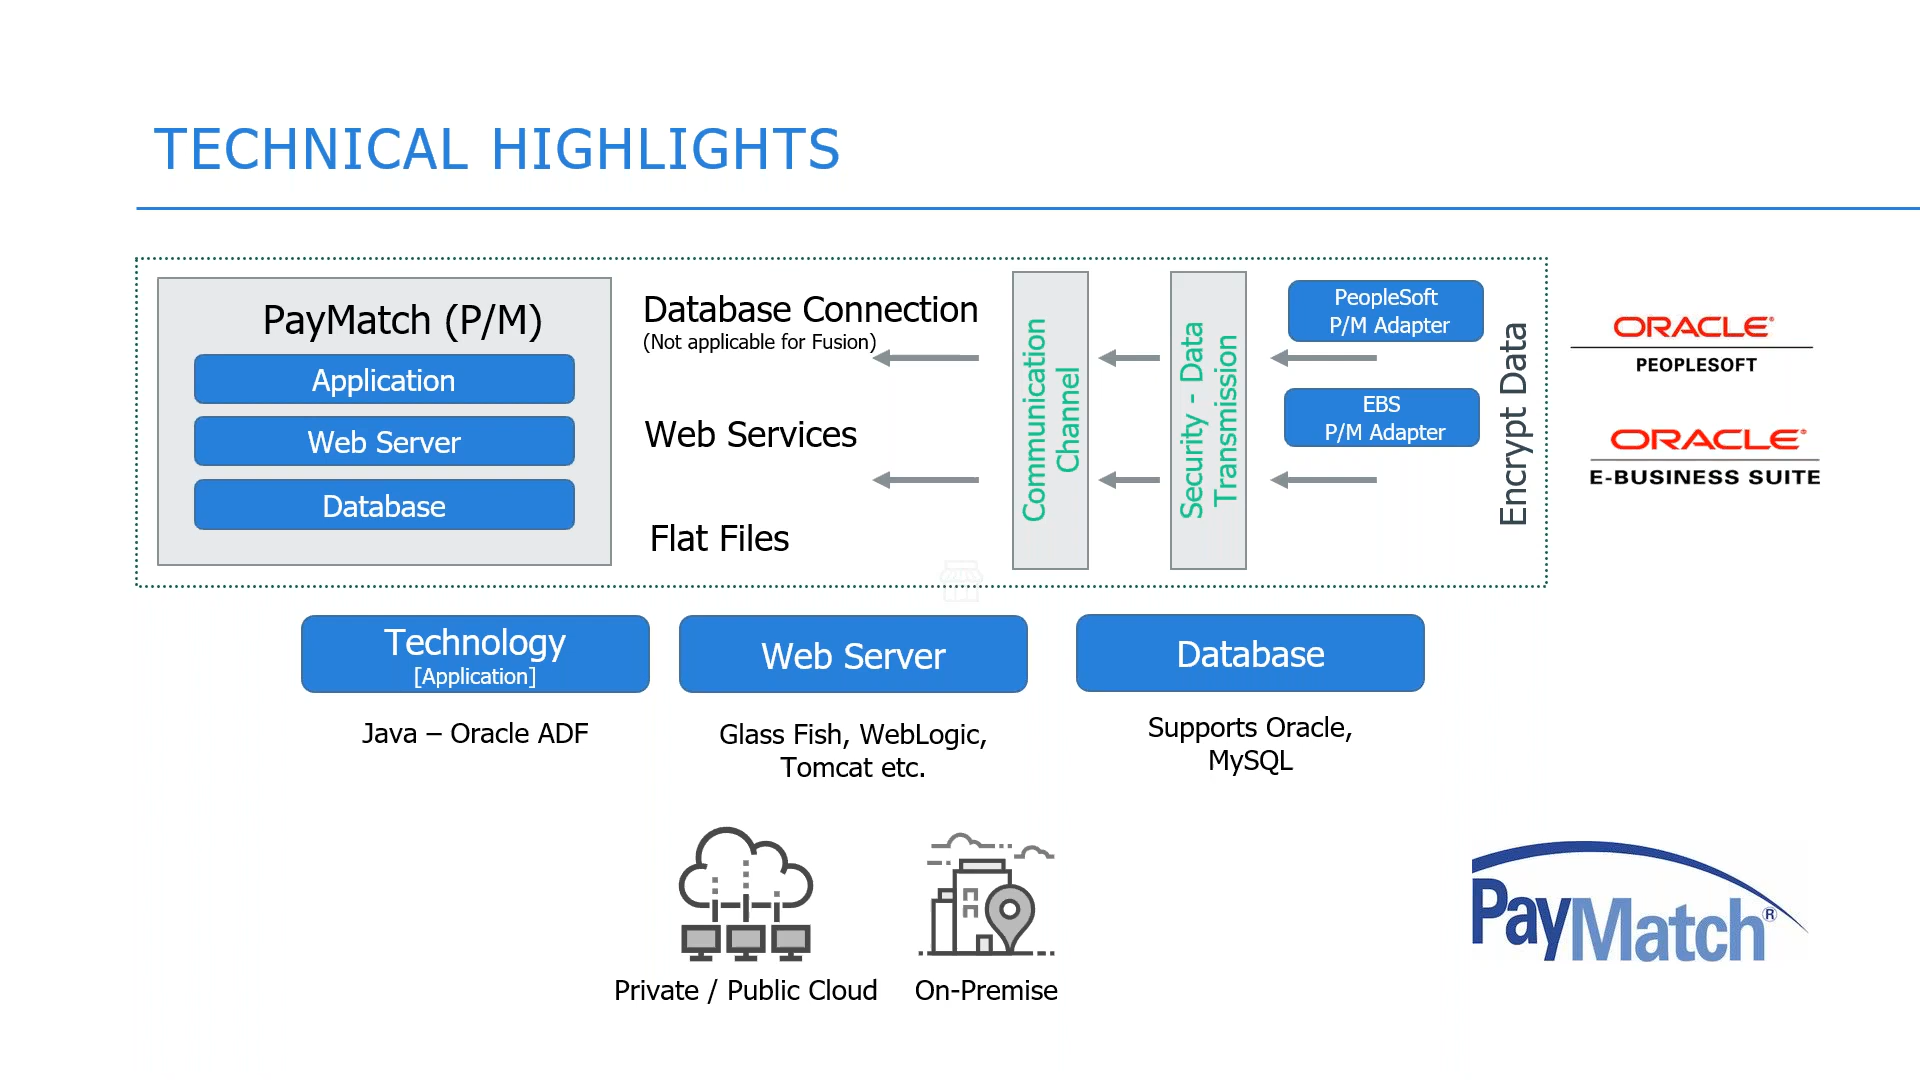 TECHNICAL HIGHLIGHTS
PayMatch (P/M)
Application
Web Server
Database
Database Connection
(Not applicable for Fusion)
Web Services
Flat Files
Communication
Channel
Security - Data
Transmission
PeopleSoft
P/M Adapter
EBS
P/M Adapter
Encrypt Data
ORACLE®
PEOPLESOFT
ORACLE®
E-BUSINESS SUITE
Technology
[Application]
Java – Oracle ADF
Web Server
Glass Fish, WebLogic,
Tomcat etc.
Database
Supports Oracle,
MySQL
Private / Public Cloud
On-Premise
PayMatch®